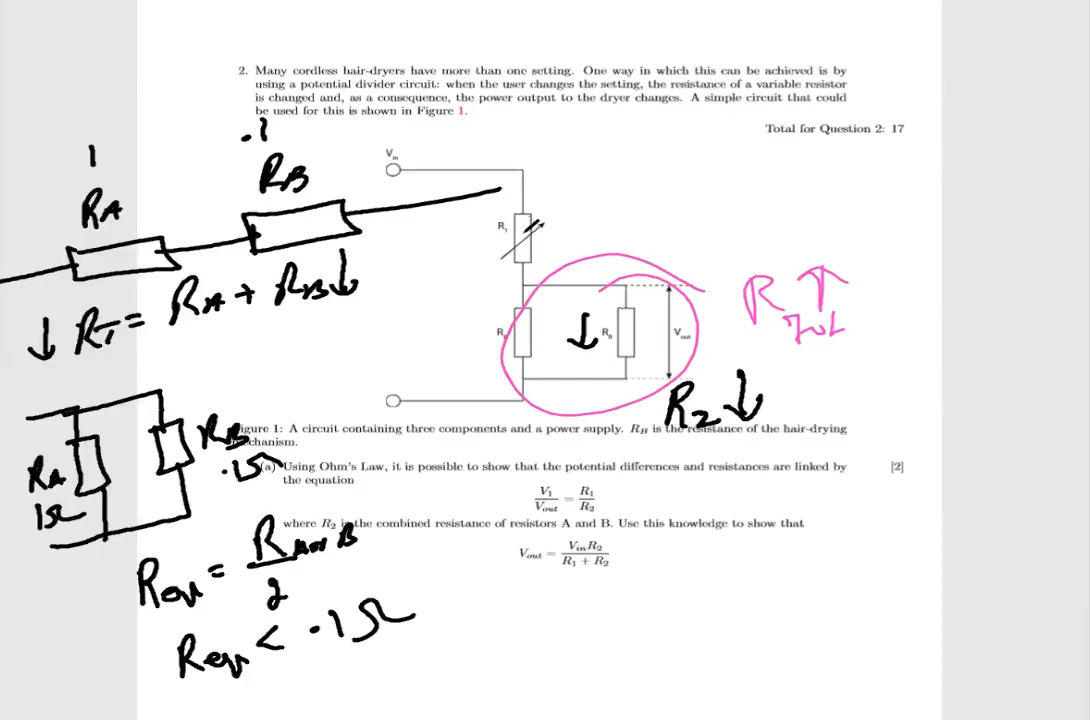 2. Many cordless hair-dryers have more than one setting. One way in which this can be achieved is by
using a potential divider circuit: when the user changes the setting, the resistance of a variable resistor
is changed and, as a consequence, the power output to the dryer changes. A simple circuit that could
be used for this is shown in Figure 1.
Total for Question 2: 17
1
RA
.1
RB
Vin
R1
↓ RT = RA + RB↓
R
↓ RB
Vout
R Tot ↑
R2 ↓
RA
1Ω
RB
.1Ω
Figure 1: A circuit containing three components and a power supply. RB is the resistance of the hair-drying
mechanism.
(a) Using Ohm's Law, it is possible to show that the potential differences and resistances are linked by
the equation
[2]
V1/Vout = R1/R2
where R2 is the combined resistance of resistors A and B. Use this knowledge to show that
Vout = VinR2/R1 + R2
Req = R A or B/2
Req < .1Ω